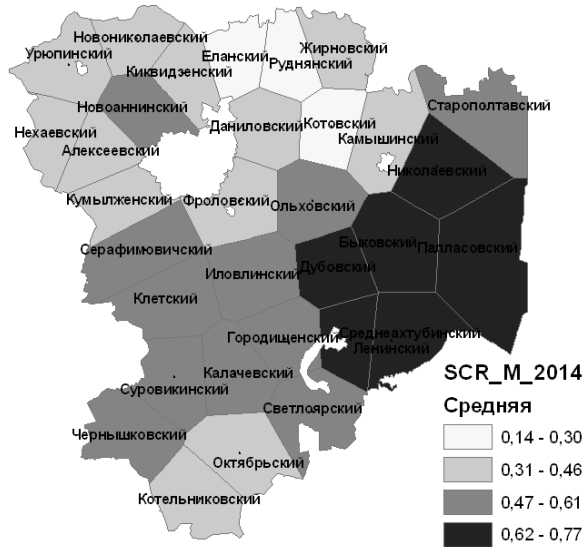 Новониколаевский
Урюпинский
Еланский
Жирновский
Руднянский
Киквидзенский
Новоаннинский
Старополтавский
Нехаевский
Даниловский
Котовский
Камышинский
Алексеевский
Николаевский
Кумылженский
Фроловский
Ольховский
Серафимовичский
Быковский
Палласовский
Иловлинский
Дубовский
Клетский
Городищенский
Среднеахтубинский
Ленинский
Калачевский
Суровикинский
Светлоярский
Чернышковский
Октябрьский
Котельниковский
SCR_M_2014
Средняя
0,14 - 0,30
0,31 - 0,46
0,47 - 0,61
0,62 - 0,77